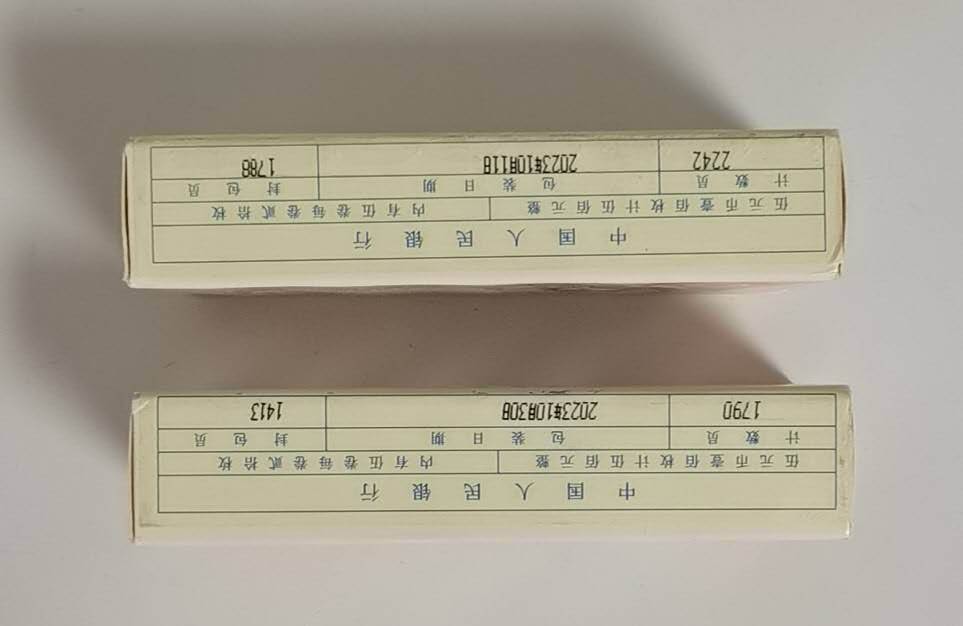 中国人民银行
伍元币壹佰枚计伍佰元整 内有伍卷每卷贰拾枚
计数员 包装日期 封包员
1790 2023年10月30日 1413
中国人民银行
伍元币壹佰枚计伍佰元整 内有伍卷每卷贰拾枚
计数员 包装日期 封包员
2242 2023年10月11日 1788